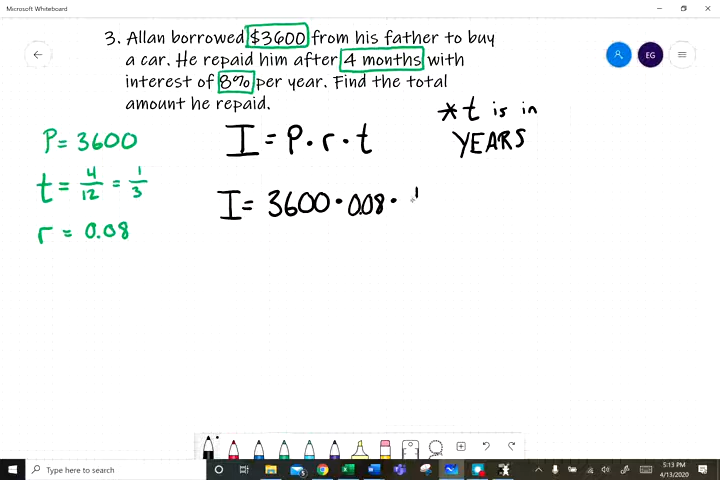 Microsoft Whiteboard
3. Allan borrowed $3600 from his father to buy
a car. He repaid him after 4 months with
interest of 8% per year. Find the total
amount he repaid.
EG
* t is in
YEARS
P = 3600
t = 4/12 = 1/3
r = 0.08
I = P · r · t
I = 3600 · 0.08 · 1
Type here to search
5:13 PM
4/13/2020